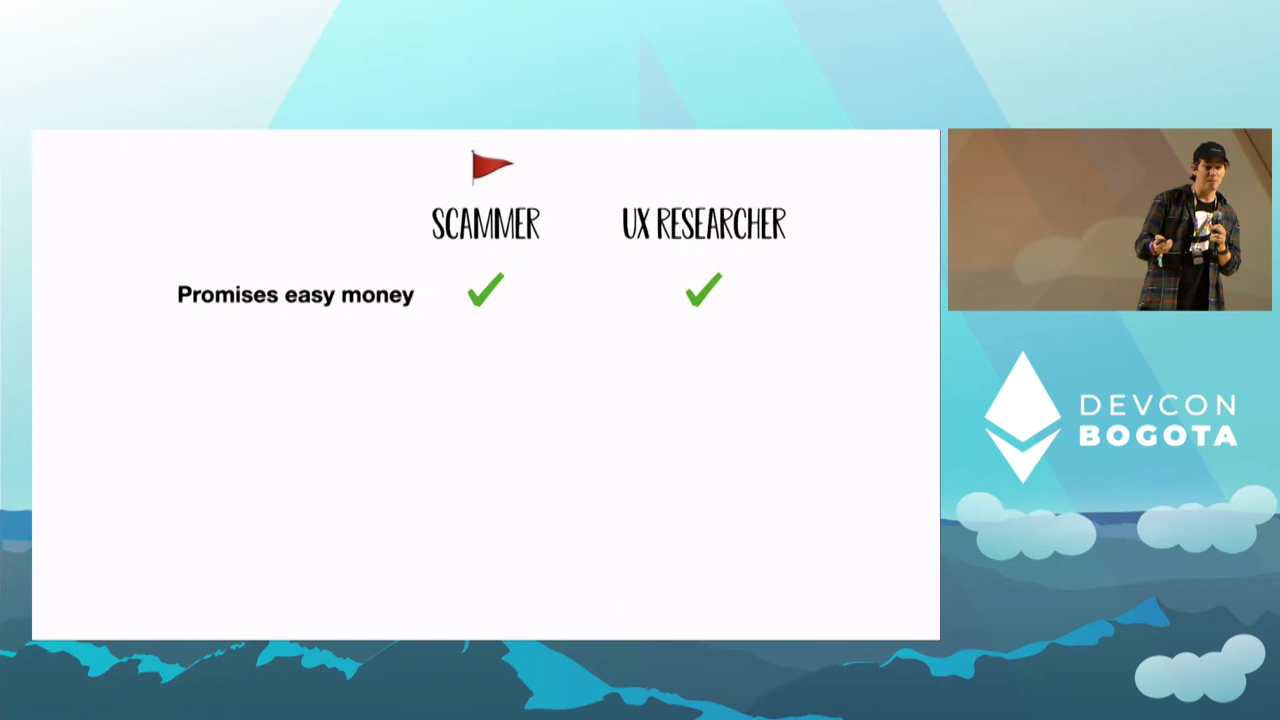 SCAMMER
UX RESEARCHER
Promises easy money
DEVCON
BOGOTA